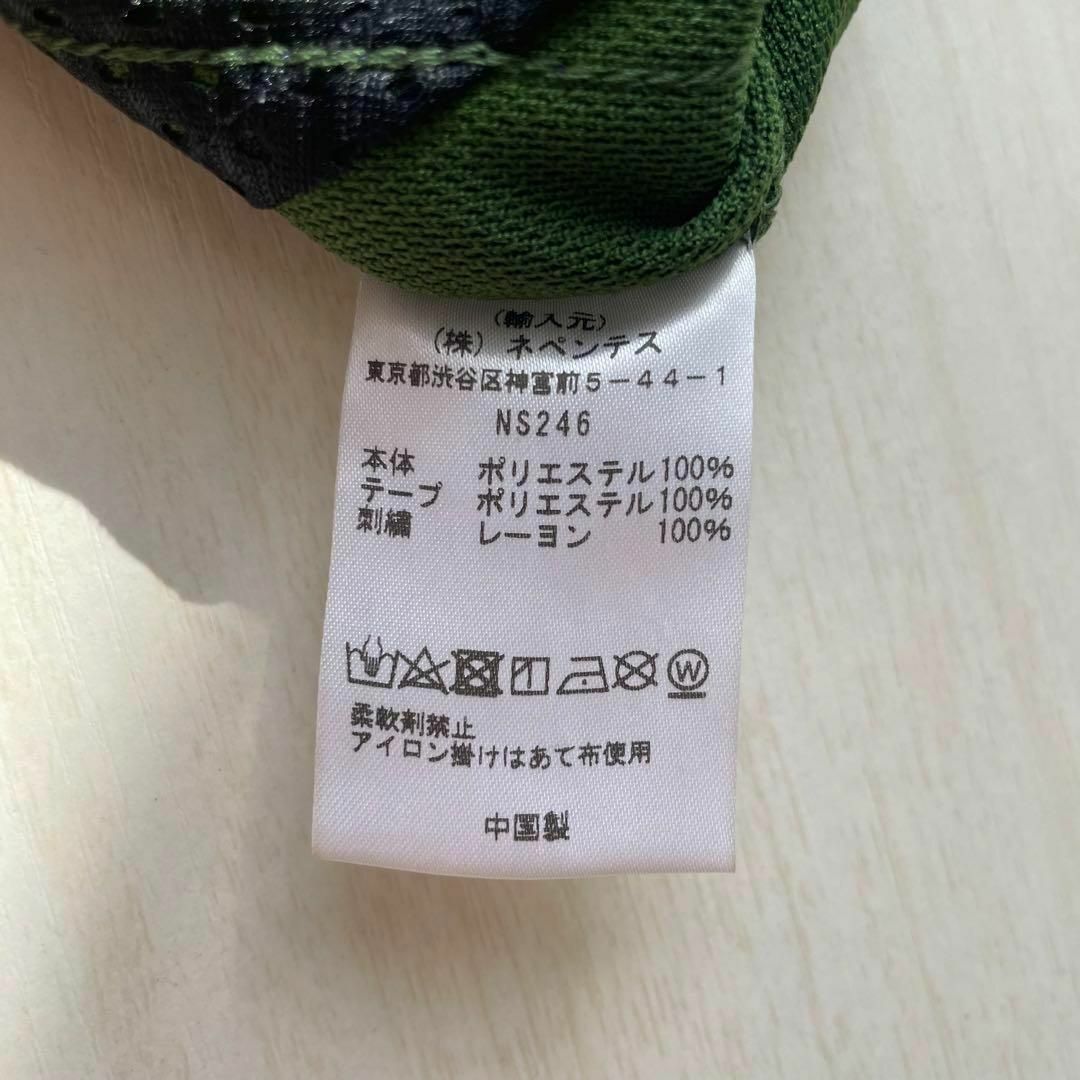 (輸入元)
(株) ネペンテス
東京都渋谷区神宮前5-44-1
NS246
本体 ポリエステル100%
テープ ポリエステル100%
刺繍 レーヨン 100%
W
柔軟剤禁止
アイロン掛けはあて布使用
中国製